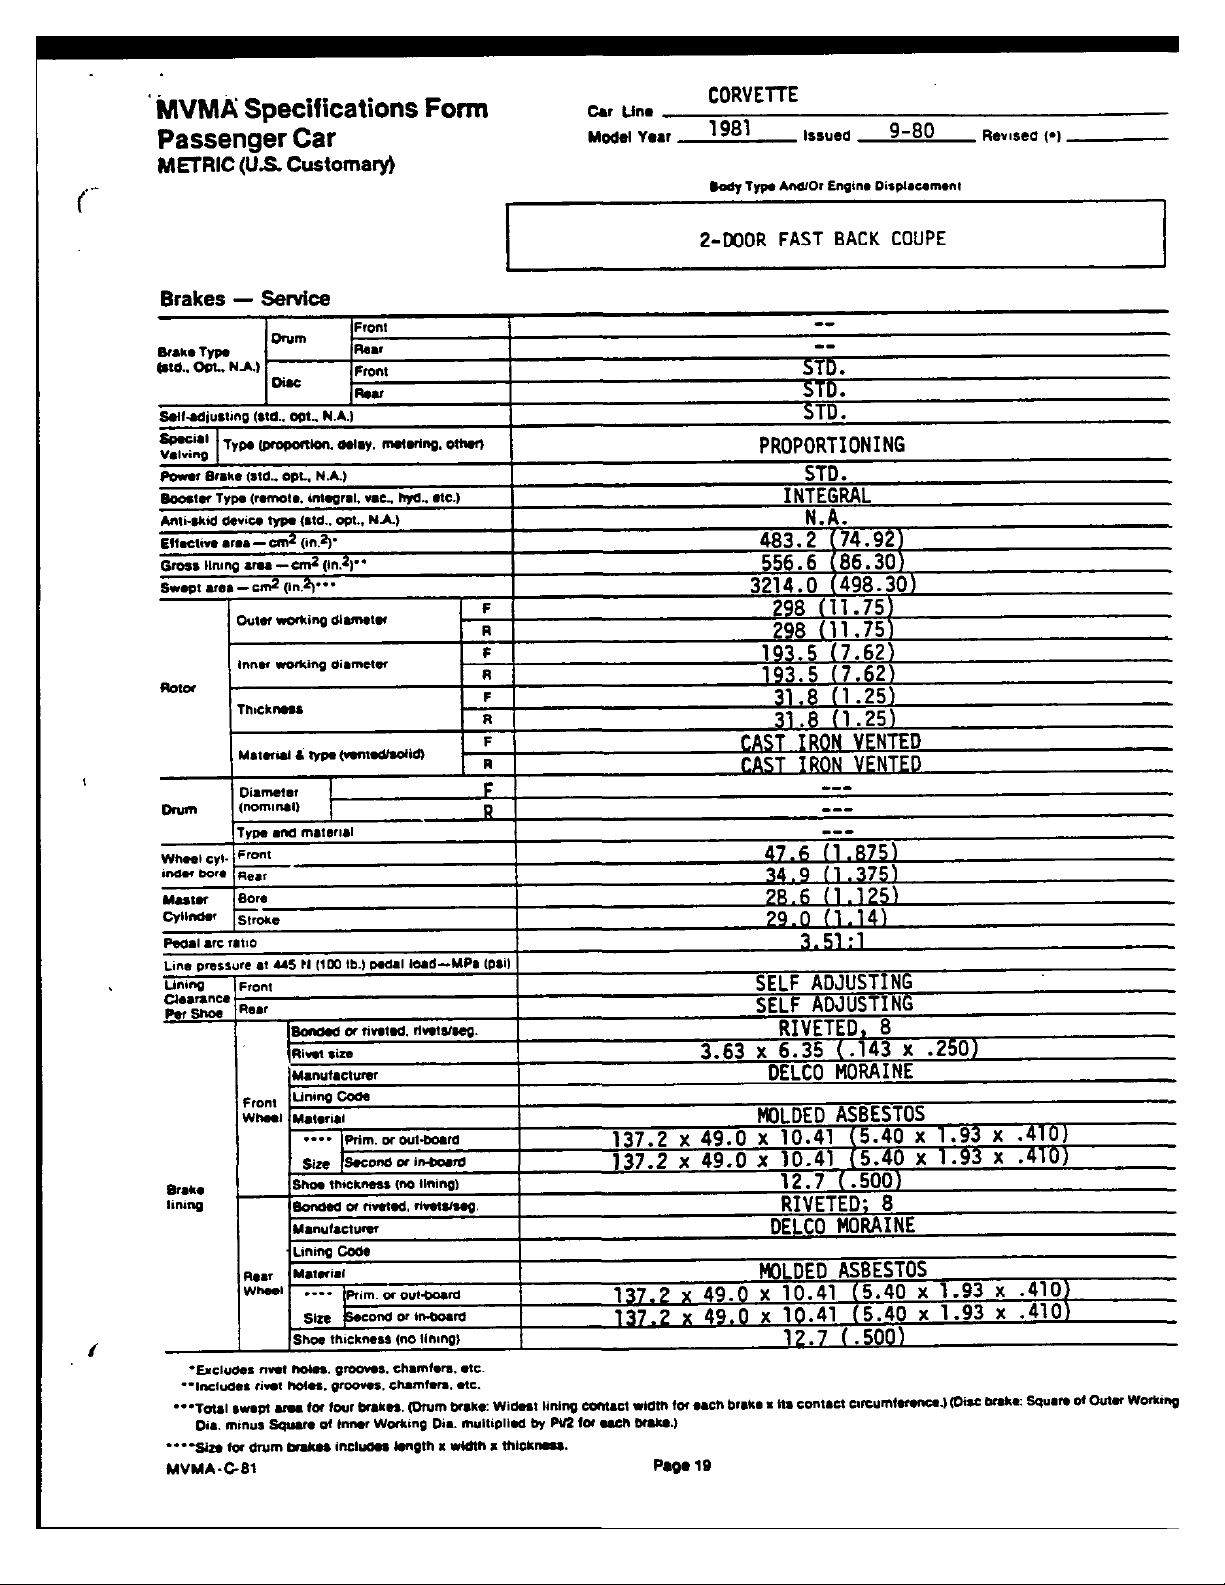 MVMA Specifications Form
Passenger Car
METRIC (U.S. Customary)
Car Line CORVETTE
Model Year 1981 Issued 9-80 Revised (•)
Body Type And/Or Engine Displacement
2-DOOR FAST BACK COUPE
Brakes — Service
Brake Type (std., Opt., N.A.) Drum Front --
Rear --
Disc Front STD.
Rear STD.
Self-adjusting (std., opt., N.A.) STD.
Special Valving Type (proportion, delay, metering, other) PROPORTIONING
Power Brake (std., opt., N.A.) STD.
Booster Type (remote, integral, vac., hyd., etc.) INTEGRAL
Anti-skid device type (std., opt., N.A.) N.A.
Effective area — cm2 (in.2)* 483.2 (74.92)
Gross lining area — cm2 (in.2)** 556.6 (86.30)
Swept area — cm2 (in.2)*** 3214.0 (498.30)
Rotor Outer working diameter F 298 (11.75)
R 298 (11.75)
Inner working diameter F 193.5 (7.62)
R 193.5 (7.62)
Thickness F 31.8 (1.25)
R 31.8 (1.25)
Material & type (vented/solid) F CAST IRON VENTED
R CAST IRON VENTED
Drum Diameter (nominal) F ---
R ---
Type and material ---
Wheel cylinder bore Front 47.6 (1.875)
Rear 34.9 (1.375)
Master Cylinder Bore 28.6 (1.125)
Stroke 29.0 (1.14)
Pedal arc ratio 3.51:1
Line pressure at 445 N (100 lb.) pedal load—MPa (psi)
Lining Clearance Per Shoe Front SELF ADJUSTING
Rear SELF ADJUSTING
Brake lining Front Wheel Bonded or riveted, rivets/seg. RIVETED, 8
Rivet size 3.63 x 6.35 (.143 x .250)
Manufacturer DELCO MORAINE
Lining Code
Material MOLDED ASBESTOS
**** Size Prim. or out-board 137.2 x 49.0 x 10.41 (5.40 x 1.93 x .410)
Second or in-board 137.2 x 49.0 x 10.41 (5.40 x 1.93 x .410)
Shoe thickness (no lining) 12.7 (.500)
Rear Wheel Bonded or riveted, rivets/seg. RIVETED; 8
Manufacturer DELCO MORAINE
Lining Code
Material MOLDED ASBESTOS
**** Size Prim. or out-board 137.2 x 49.0 x 10.41 (5.40 x 1.93 x .410)
Second or in-board 137.2 x 49.0 x 10.41 (5.40 x 1.93 x .410)
Shoe thickness (no lining) 12.7 (.500)
*Excludes rivet holes, grooves, chamfers, etc.
**Includes rivet holes, grooves, chamfers, etc.
***Total swept area for four brakes. (Drum brake: Widest lining contact width for each brake x its contact circumference.) (Disc brake: Square of Outer Working
Dia. minus Square of Inner Working Dia. multiplied by Pi/2 for each brake.)
****Size for drum brakes includes length x width x thickness.
MVMA-C-81
Page 19